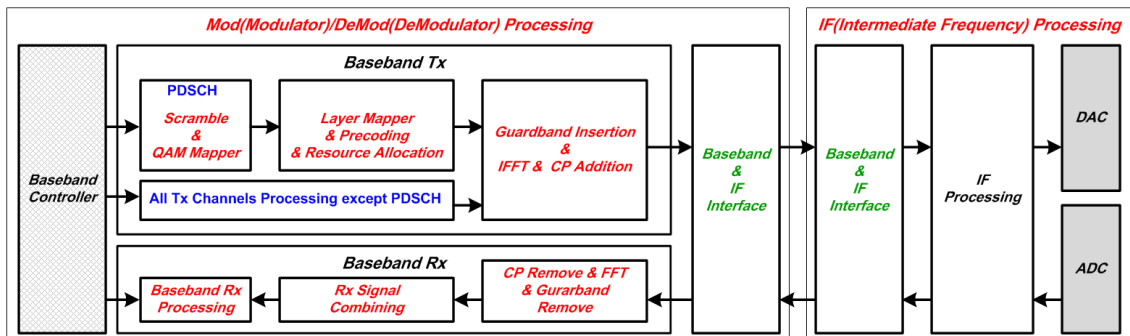 Mod(Modulator)/DeMod(DeModulator) Processing
IF(Intermediate Frequency) Processing
Baseband
Controller
Baseband Tx
PDSCH
Scramble
&
QAM Mapper
Layer Mapper
& Precoding
& Resource Allocation
Guardband Insertion
&
IFFT & CP Addition
All Tx Channels Processing except PDSCH
Baseband Rx
Baseband Rx
Processing
Rx Signal
Combining
CP Remove & FFT
& Gurarband
Remove
Baseband
&
IF
Interface
Baseband
&
IF
Interface
IF
Processing
DAC
ADC